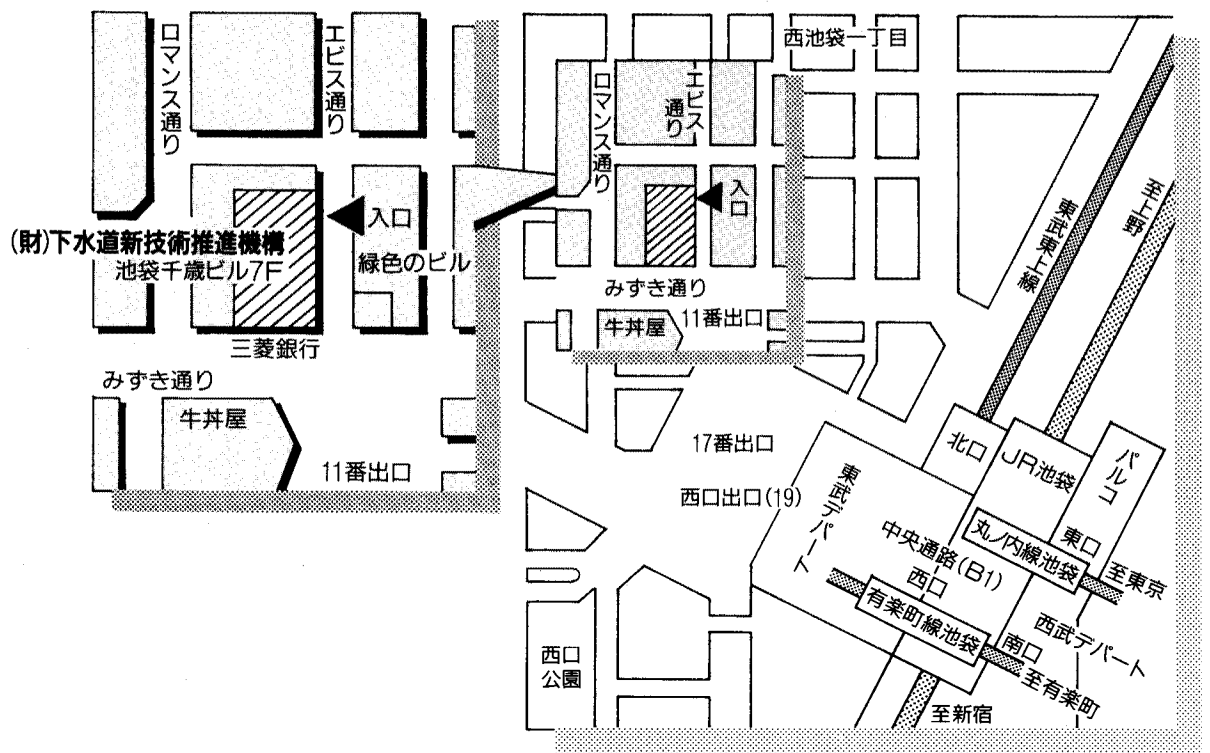 ロマンス通り
エビス通り
入口
(財)下水道新技術推進機構
池袋千歳ビル7F
緑色のビル
三菱銀行
みずき通り
牛丼屋
11番出口
西池袋一丁目
ロマンス通り
エビス
通り
入口
みずき通り
牛丼屋
11番出口
東武東上線
至上野
17番出口
西口出口(19)
東武デパート
北口
JR池袋
パルコ
中央通路(B1)
西口
丸ノ内線池袋
東口
至東京
有楽町線池袋
南口
西武デパート
至有楽町
至新宿
西口
公園